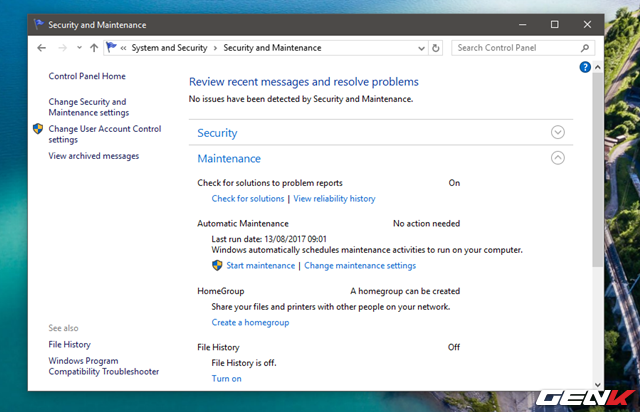 Security and Maintenance
« System and Security > Security and Maintenance
Search Control Panel
Control Panel Home
Change Security and
Maintenance settings
Change User Account Control
settings
View archived messages
See also
File History
Windows Program
Compatibility Troubleshooter
Review recent messages and resolve problems
No issues have been detected by Security and Maintenance.
Security
Maintenance
Check for solutions to problem reports On
Check for solutions | View reliability history
Automatic Maintenance No action needed
Last run date: 13/08/2017 09:01
Windows automatically schedules maintenance activities to run on your computer.
Start maintenance | Change maintenance settings
HomeGroup A homegroup can be created
Share your files and printers with other people on your network.
Create a homegroup
File History Off
File History is off.
Turn on
GENK